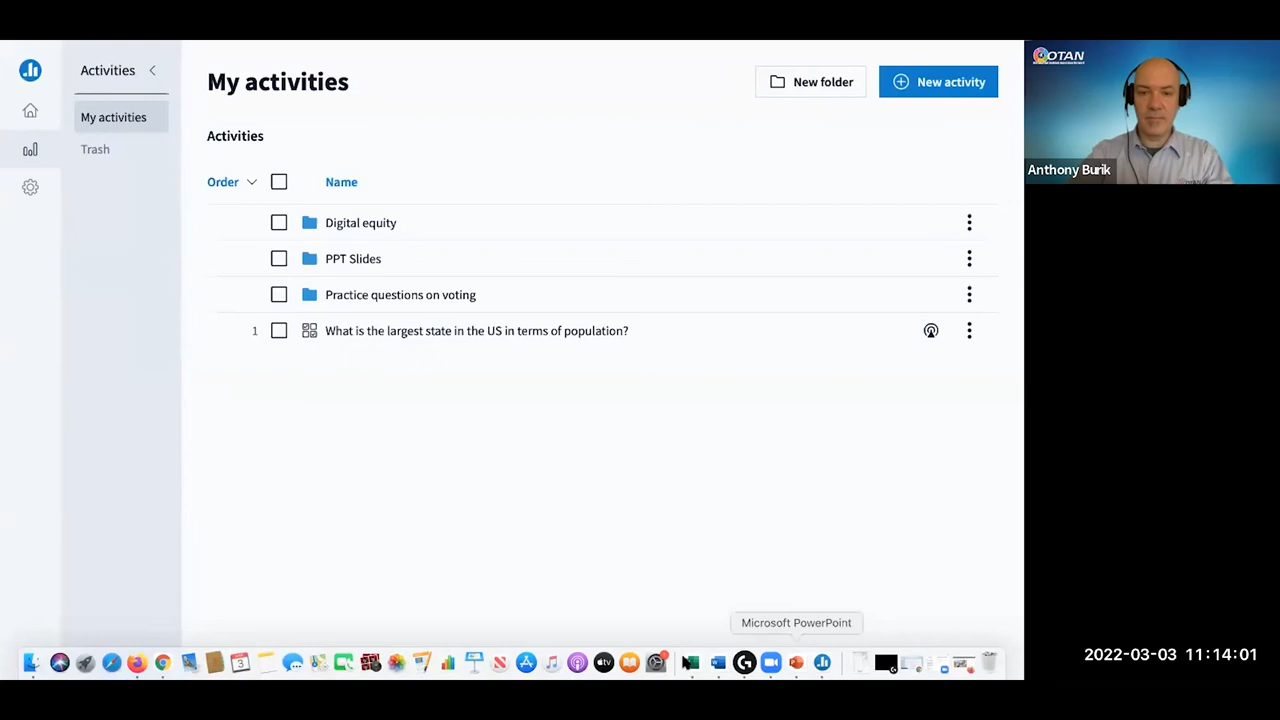 Activities
My activities
Trash
My activities
New folder
New activity
Activities
Order
Name
Digital equity
PPT Slides
Practice questions on voting
1
What is the largest state in the US in terms of population?
Microsoft PowerPoint
3
OTAN
Anthony Burik
2022-03-03 11:14:01